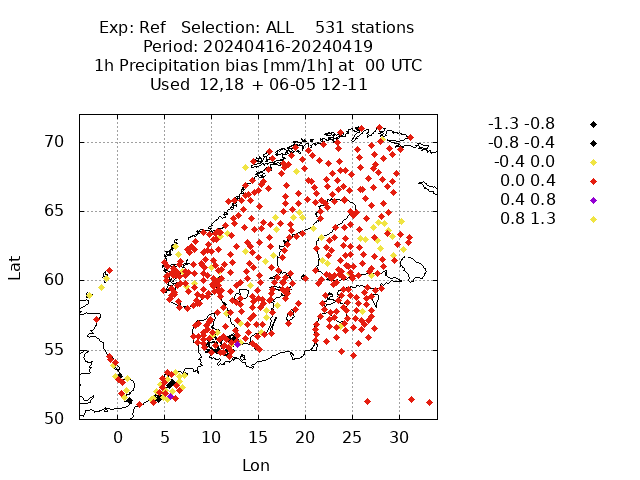 Exp: Ref Selection: ALL 531 stations
Period: 20240416-20240419
1h Precipitation bias [mm/1h] at 00 UTC
Used 12,18 + 06-05 12-11
-1.3 -0.8
-0.8 -0.4
-0.4 0.0
0.0 0.4
0.4 0.8
0.8 1.3
70
65
60
55
50
Lat
0 5 10 15 20 25 30
Lon